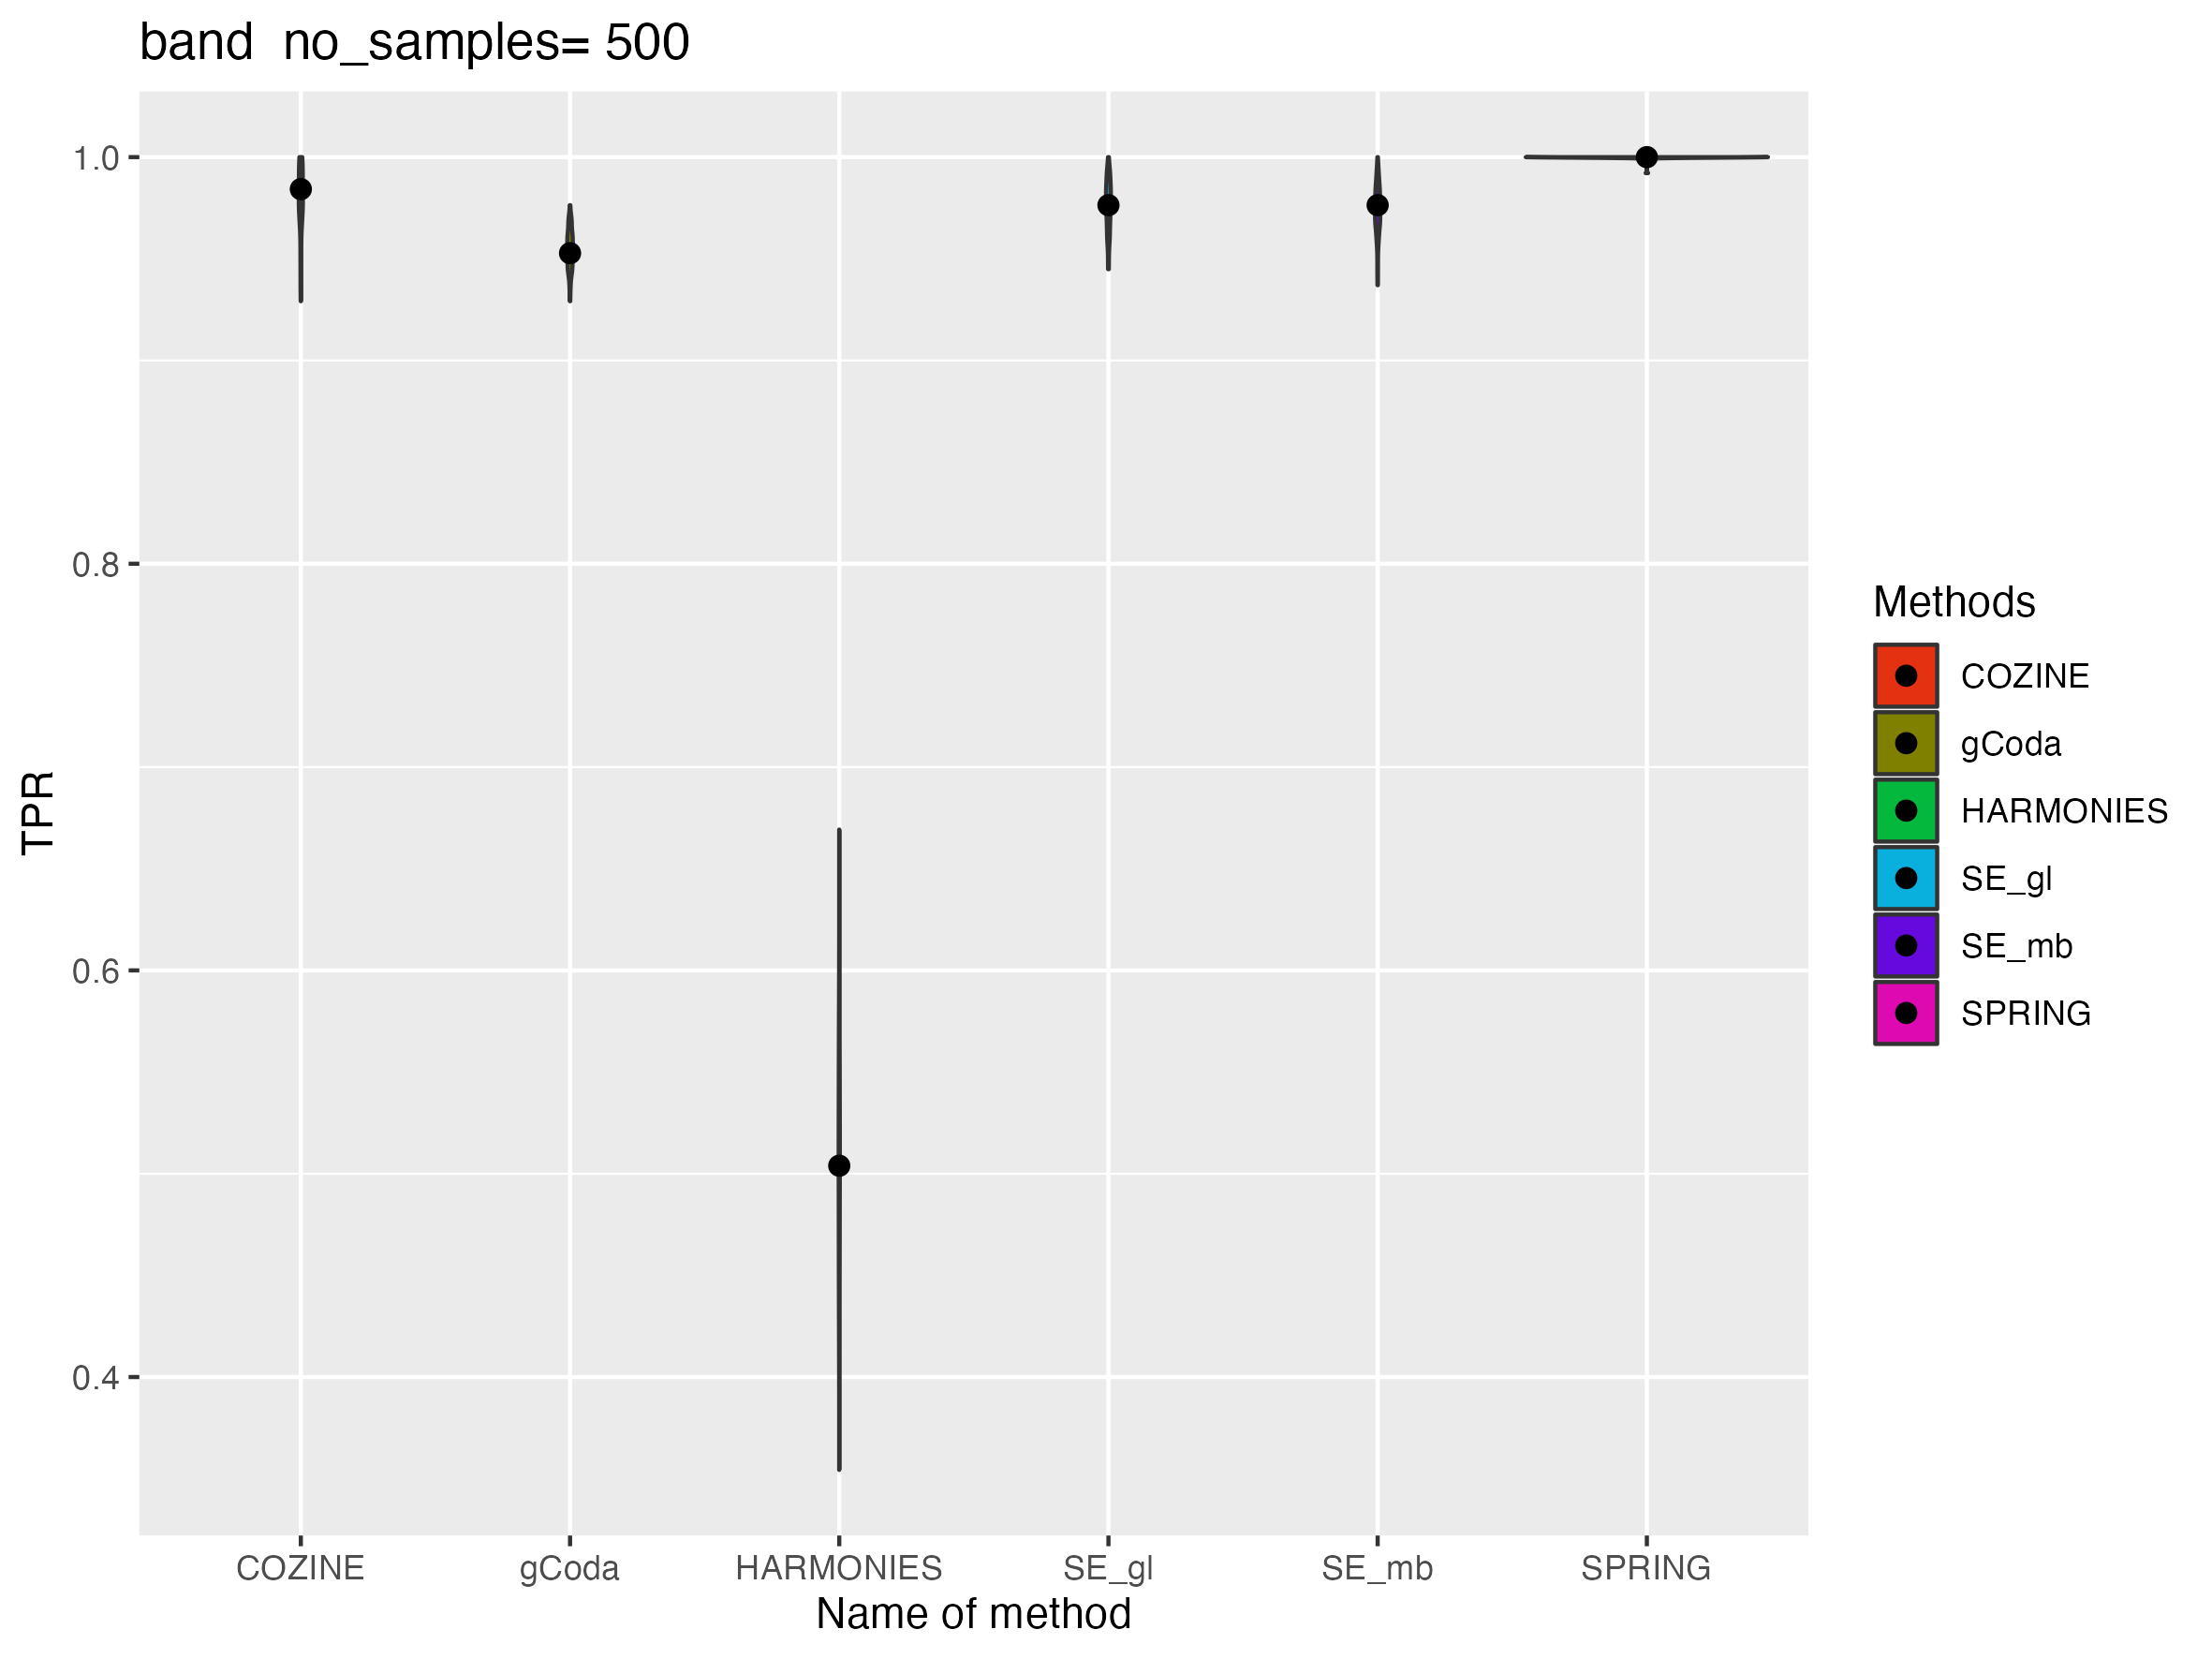 band  no_samples= 500
1.0
0.8
0.6
0.4
TPR
COZINE
gCoda
HARMONIES
SE_gl
SE_mb
SPRING
Name of method
Methods
COZINE
gCoda
HARMONIES
SE_gl
SE_mb
SPRING